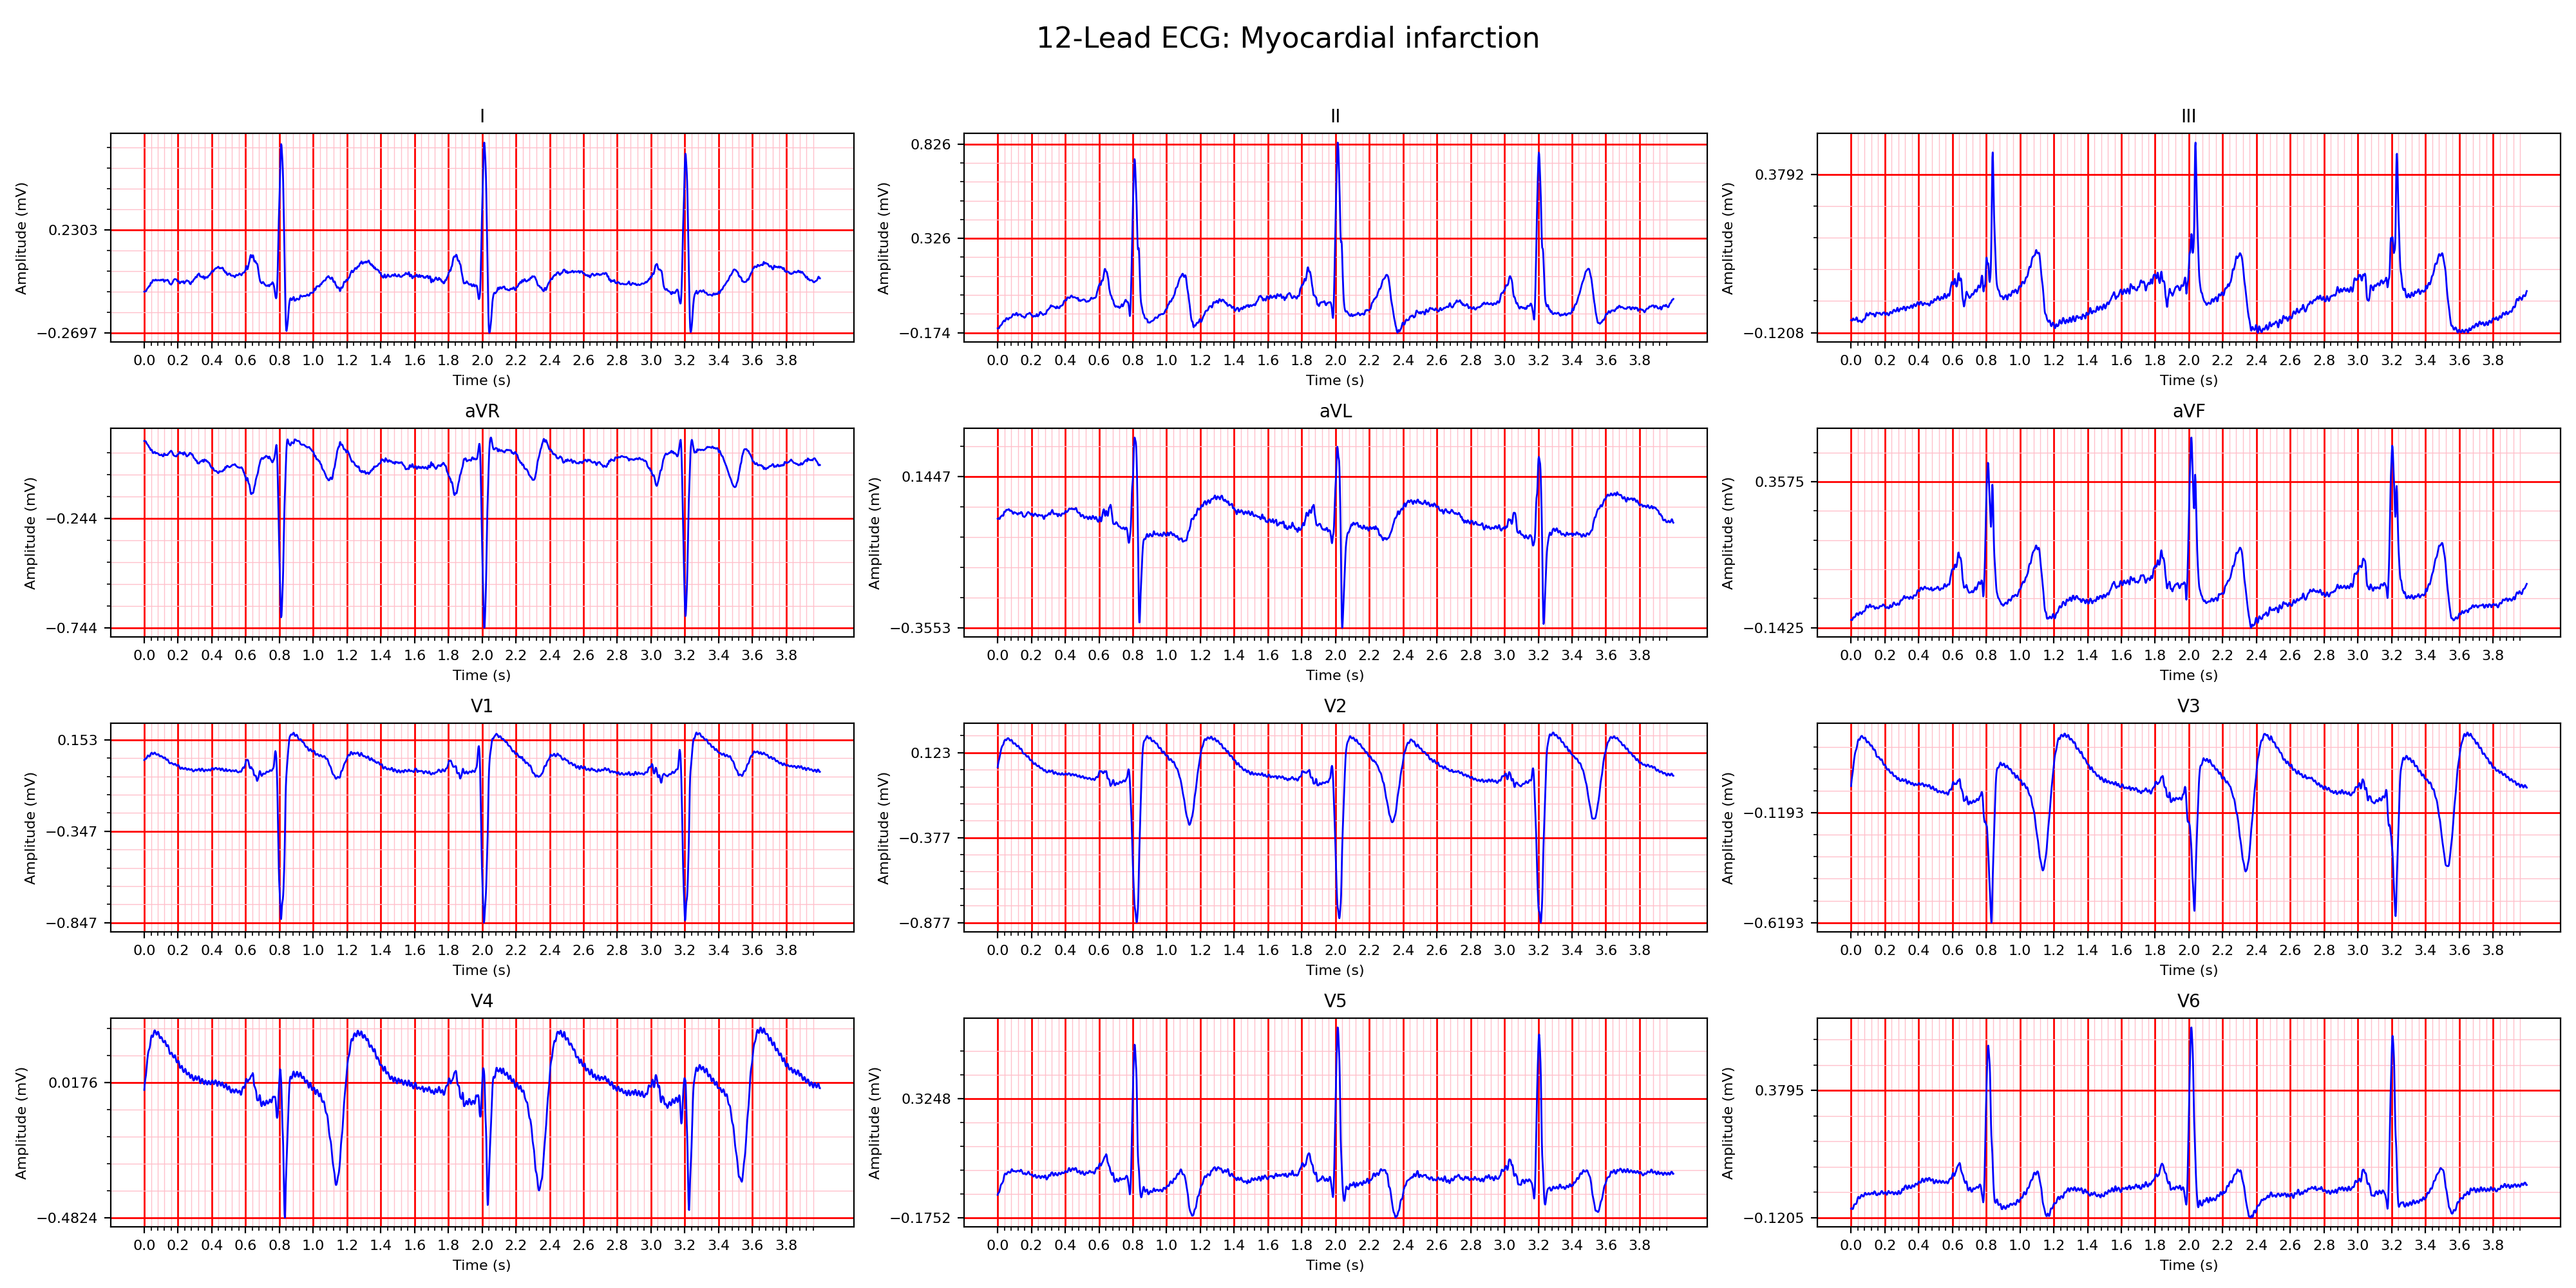 12-Lead ECG: Myocardial infarction
I
Amplitude (mV)
0.2303
−0.2697
0.0 0.2 0.4 0.6 0.8 1.0 1.2 1.4 1.6 1.8 2.0 2.2 2.4 2.6 2.8 3.0 3.2 3.4 3.6 3.8
Time (s)
II
Amplitude (mV)
0.826
0.326
−0.174
0.0 0.2 0.4 0.6 0.8 1.0 1.2 1.4 1.6 1.8 2.0 2.2 2.4 2.6 2.8 3.0 3.2 3.4 3.6 3.8
Time (s)
III
Amplitude (mV)
0.3792
−0.1208
0.0 0.2 0.4 0.6 0.8 1.0 1.2 1.4 1.6 1.8 2.0 2.2 2.4 2.6 2.8 3.0 3.2 3.4 3.6 3.8
Time (s)
aVR
Amplitude (mV)
−0.244
−0.744
0.0 0.2 0.4 0.6 0.8 1.0 1.2 1.4 1.6 1.8 2.0 2.2 2.4 2.6 2.8 3.0 3.2 3.4 3.6 3.8
Time (s)
aVL
Amplitude (mV)
0.1447
−0.3553
0.0 0.2 0.4 0.6 0.8 1.0 1.2 1.4 1.6 1.8 2.0 2.2 2.4 2.6 2.8 3.0 3.2 3.4 3.6 3.8
Time (s)
aVF
Amplitude (mV)
0.3575
−0.1425
0.0 0.2 0.4 0.6 0.8 1.0 1.2 1.4 1.6 1.8 2.0 2.2 2.4 2.6 2.8 3.0 3.2 3.4 3.6 3.8
Time (s)
V1
Amplitude (mV)
0.153
−0.347
−0.847
0.0 0.2 0.4 0.6 0.8 1.0 1.2 1.4 1.6 1.8 2.0 2.2 2.4 2.6 2.8 3.0 3.2 3.4 3.6 3.8
Time (s)
V2
Amplitude (mV)
0.123
−0.377
−0.877
0.0 0.2 0.4 0.6 0.8 1.0 1.2 1.4 1.6 1.8 2.0 2.2 2.4 2.6 2.8 3.0 3.2 3.4 3.6 3.8
Time (s)
V3
Amplitude (mV)
−0.1193
−0.6193
0.0 0.2 0.4 0.6 0.8 1.0 1.2 1.4 1.6 1.8 2.0 2.2 2.4 2.6 2.8 3.0 3.2 3.4 3.6 3.8
Time (s)
V4
Amplitude (mV)
0.0176
−0.4824
0.0 0.2 0.4 0.6 0.8 1.0 1.2 1.4 1.6 1.8 2.0 2.2 2.4 2.6 2.8 3.0 3.2 3.4 3.6 3.8
Time (s)
V5
Amplitude (mV)
0.3248
−0.1752
0.0 0.2 0.4 0.6 0.8 1.0 1.2 1.4 1.6 1.8 2.0 2.2 2.4 2.6 2.8 3.0 3.2 3.4 3.6 3.8
Time (s)
V6
Amplitude (mV)
0.3795
−0.1205
0.0 0.2 0.4 0.6 0.8 1.0 1.2 1.4 1.6 1.8 2.0 2.2 2.4 2.6 2.8 3.0 3.2 3.4 3.6 3.8
Time (s)